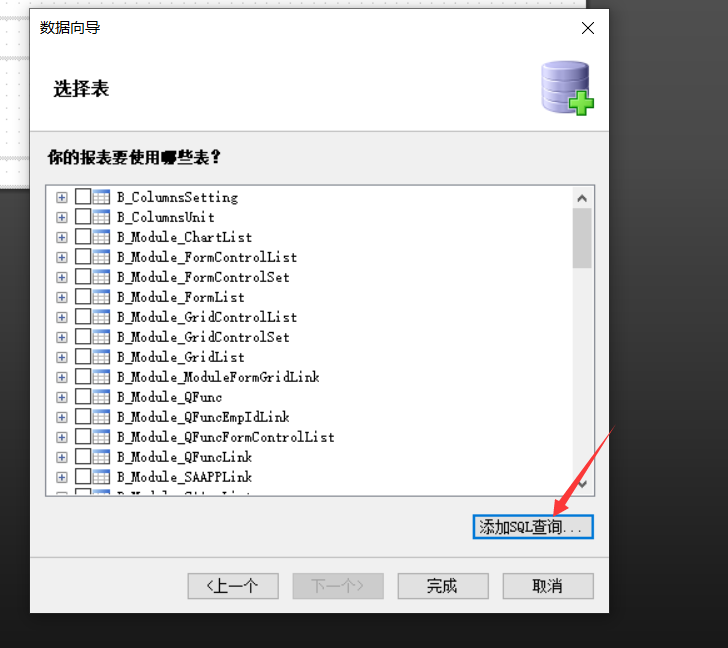 数据向导
选择表
你的报表要使用哪些表？
B_ColumnsSetting
B_ColumnsUnit
B_Module_ChartList
B_Module_FormControlList
B_Module_FormControlSet
B_Module_FormList
B_Module_GridControlList
B_Module_GridControlSet
B_Module_GridList
B_Module_ModuleFormGridLink
B_Module_QFunc
B_Module_QFuncEmpIdLink
B_Module_QFuncFormControlList
B_Module_QFuncLink
B_Module_SAAPPLink
添加SQL查询...
<上一个 下一个> 完成 取消